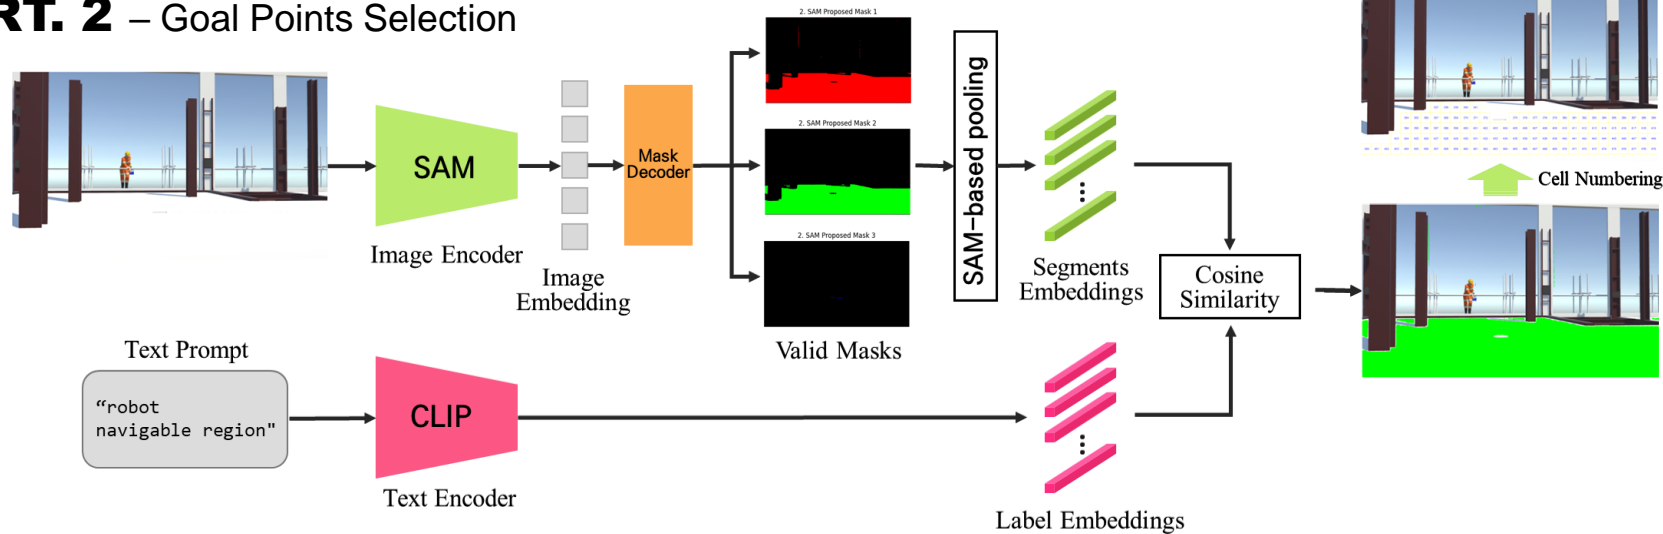 RT. 2 – Goal Points Selection
2. SAM Proposed Mask 1
2. SAM Proposed Mask 2
2. SAM Proposed Mask 3
Valid Masks
SAM
Image Encoder
Image
Embedding
Mask
Decoder
SAM-based pooling
Segments
Embeddings
Cosine
Similarity
Cell Numbering
Text Prompt
“robot
navigable region"
CLIP
Text Encoder
Label Embeddings